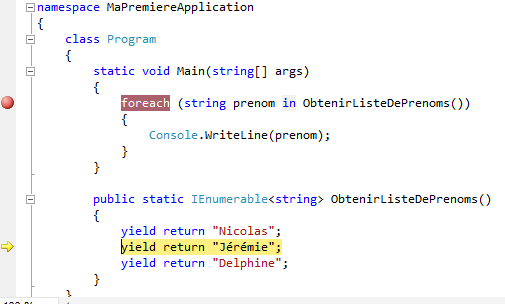 namespace MaPremiereApplication
{
class Program
{
static void Main(string[] args)
{
foreach (string prenom in ObtenirListeDePrenoms())
{
Console.WriteLine(prenom);
}
}
public static IEnumerable<string> ObtenirListeDePrenoms()
{
yield return "Nicolas";
yield return "Jérémie";
yield return "Delphine";
}
}